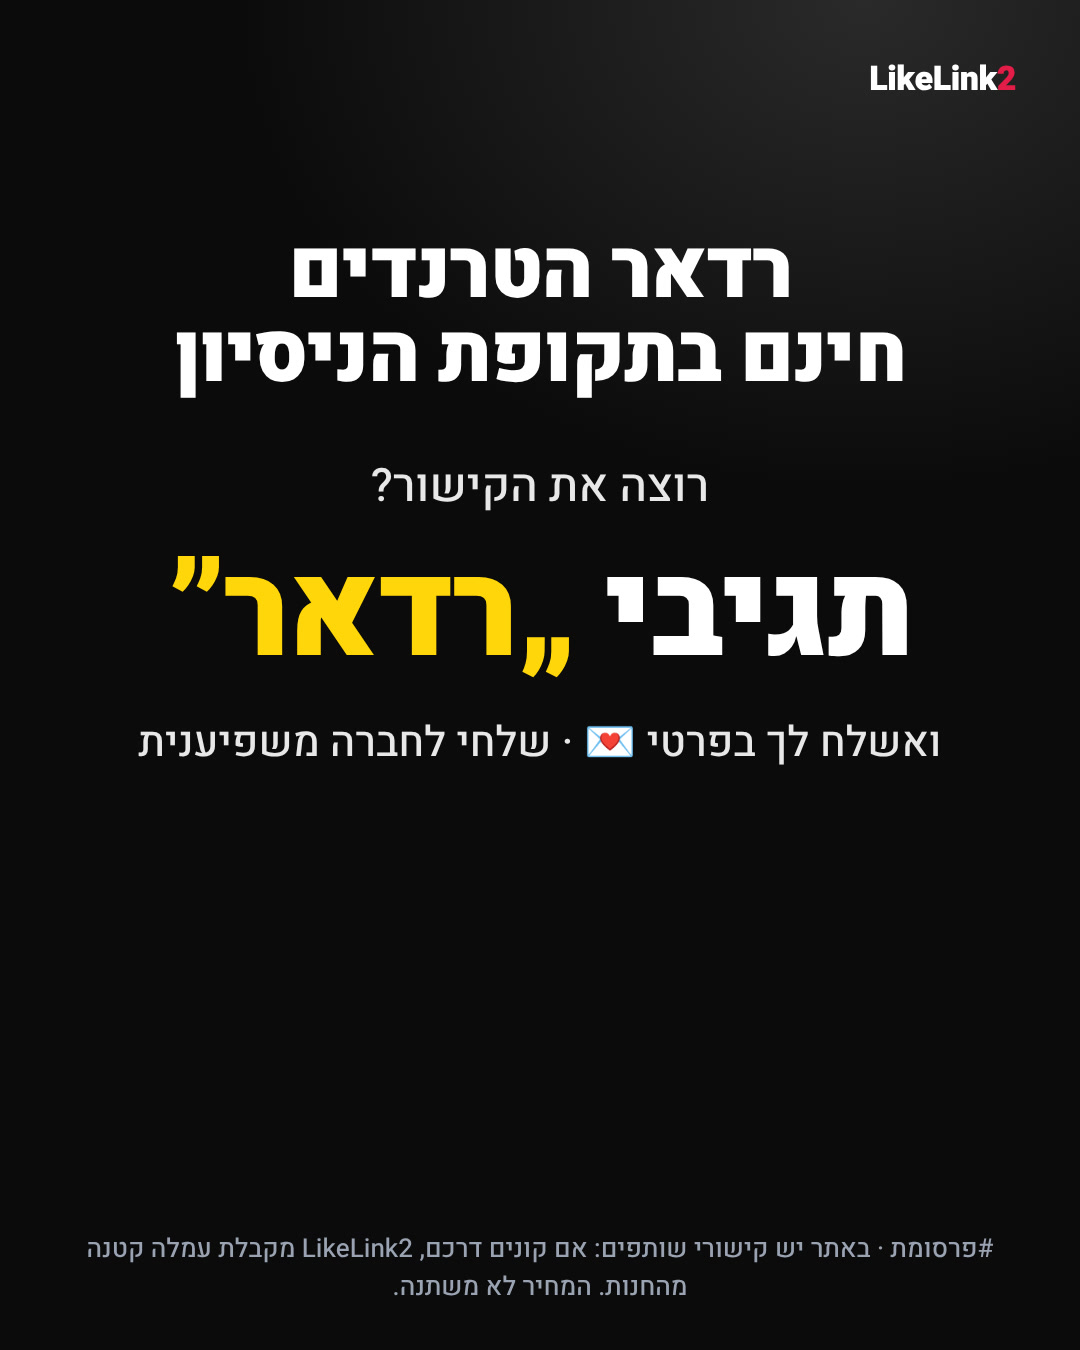 LikeLink2
רדאר הטרנדים
חינם בתקופת הניסיון
רוצה את הקישור?
תגיבי „רדאר”
ואשלח לך בפרטי 💌 · שלחי לחברה משפיענית
#פרסומת · באתר יש קישורי שותפים: אם קונים דרכם, LikeLink2 מקבלת עמלה קטנה
מהחנות. המחיר לא משתנה.